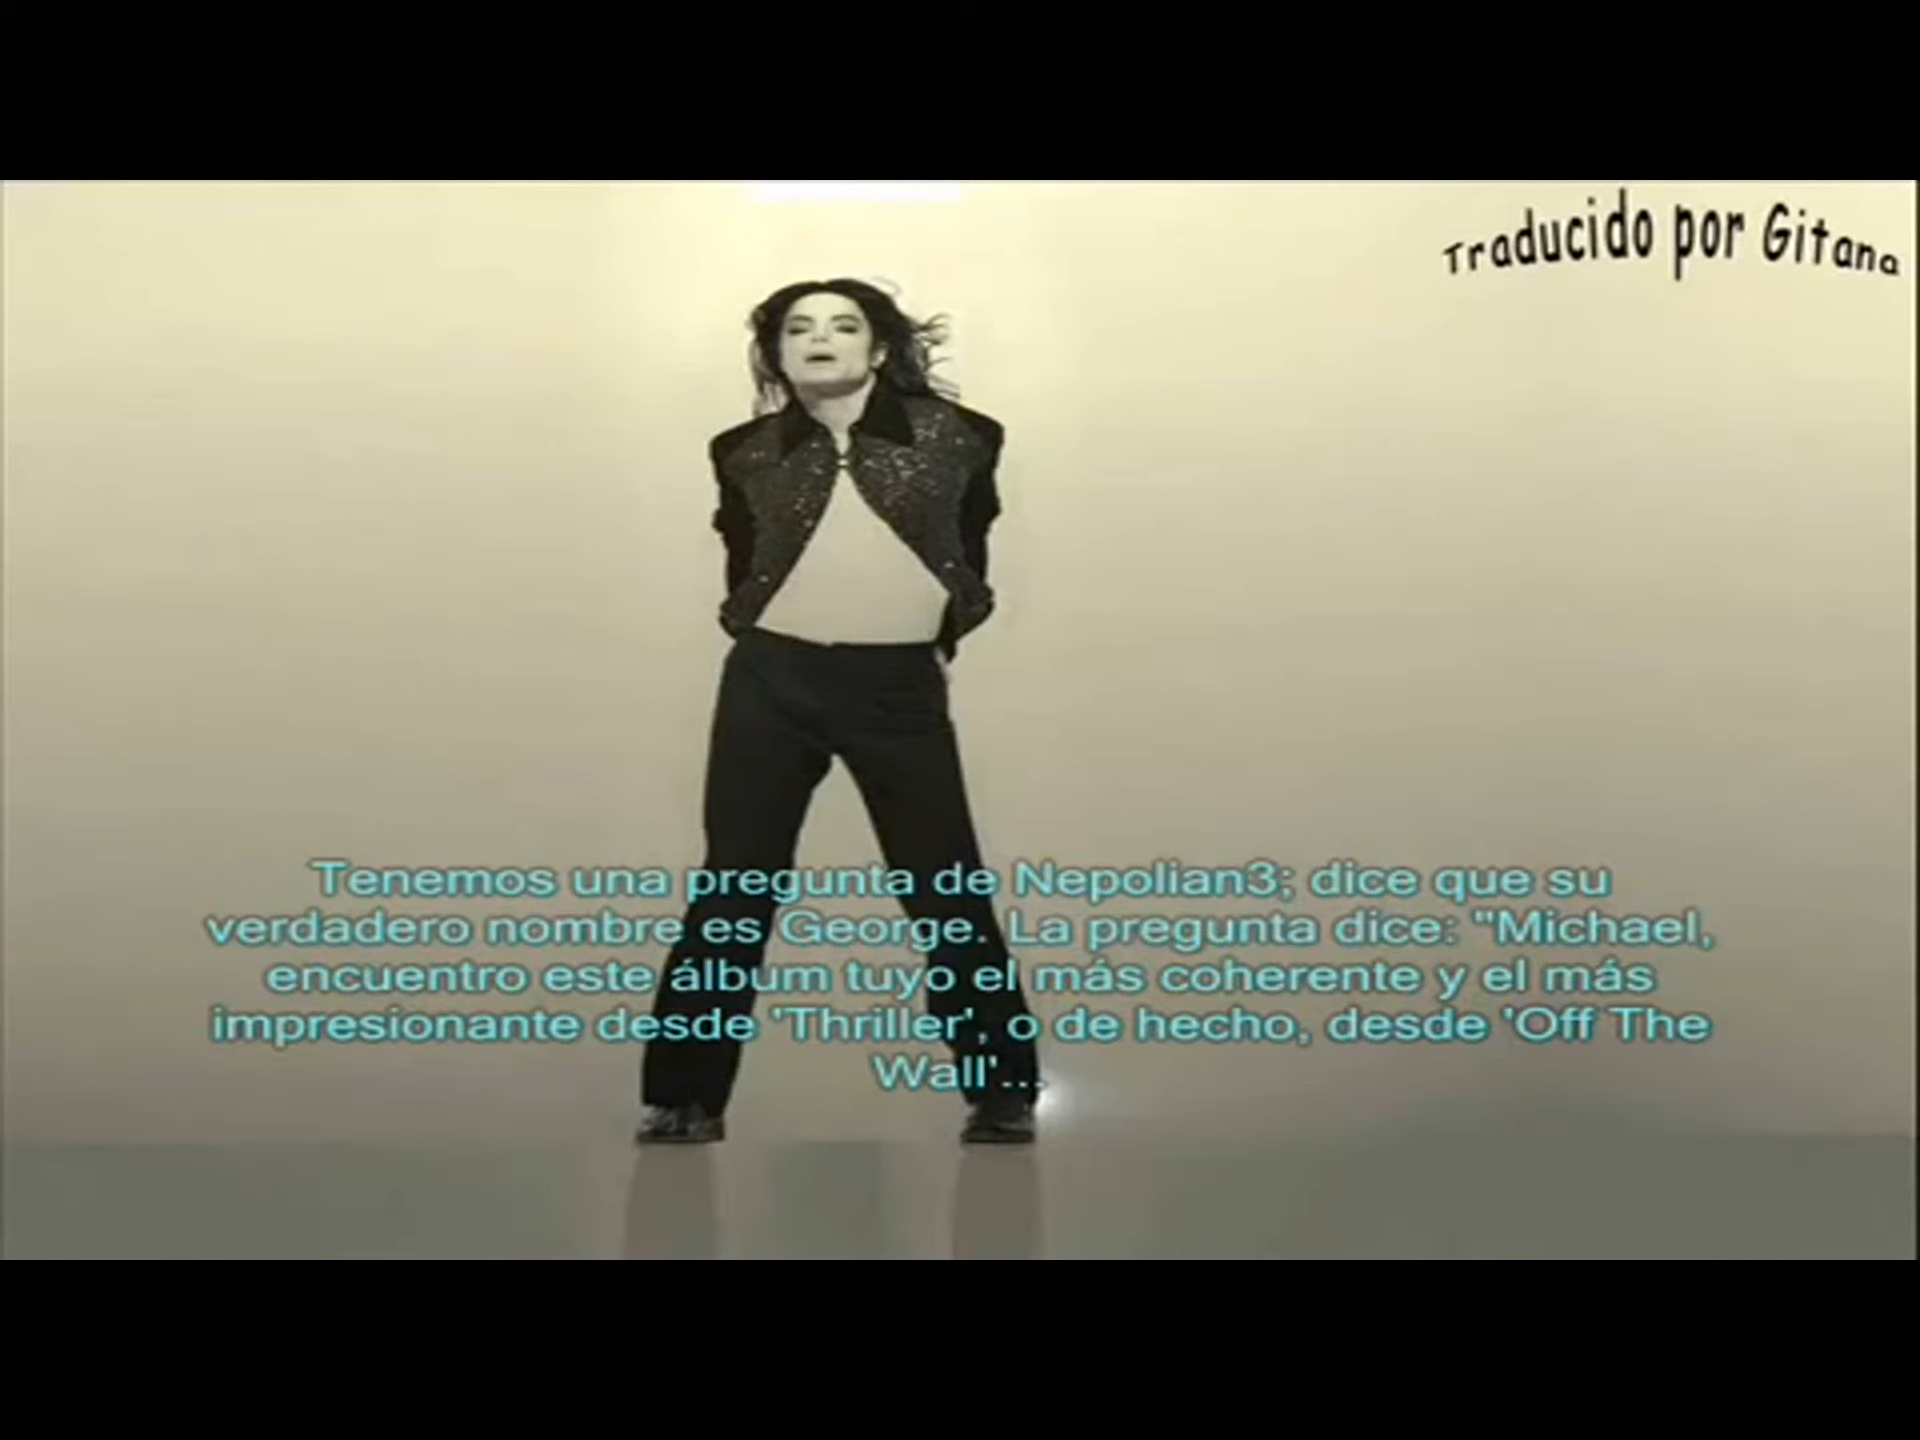 Traducido por Gitana
Tenemos una pregunta de Nepolian3; dice que su
verdadero nombre es George. La pregunta dice: "Michael,
encuentro este álbum tuyo el más coherente y el más
impresionante desde 'Thriller', o de hecho, desde 'Off The
Wall'...